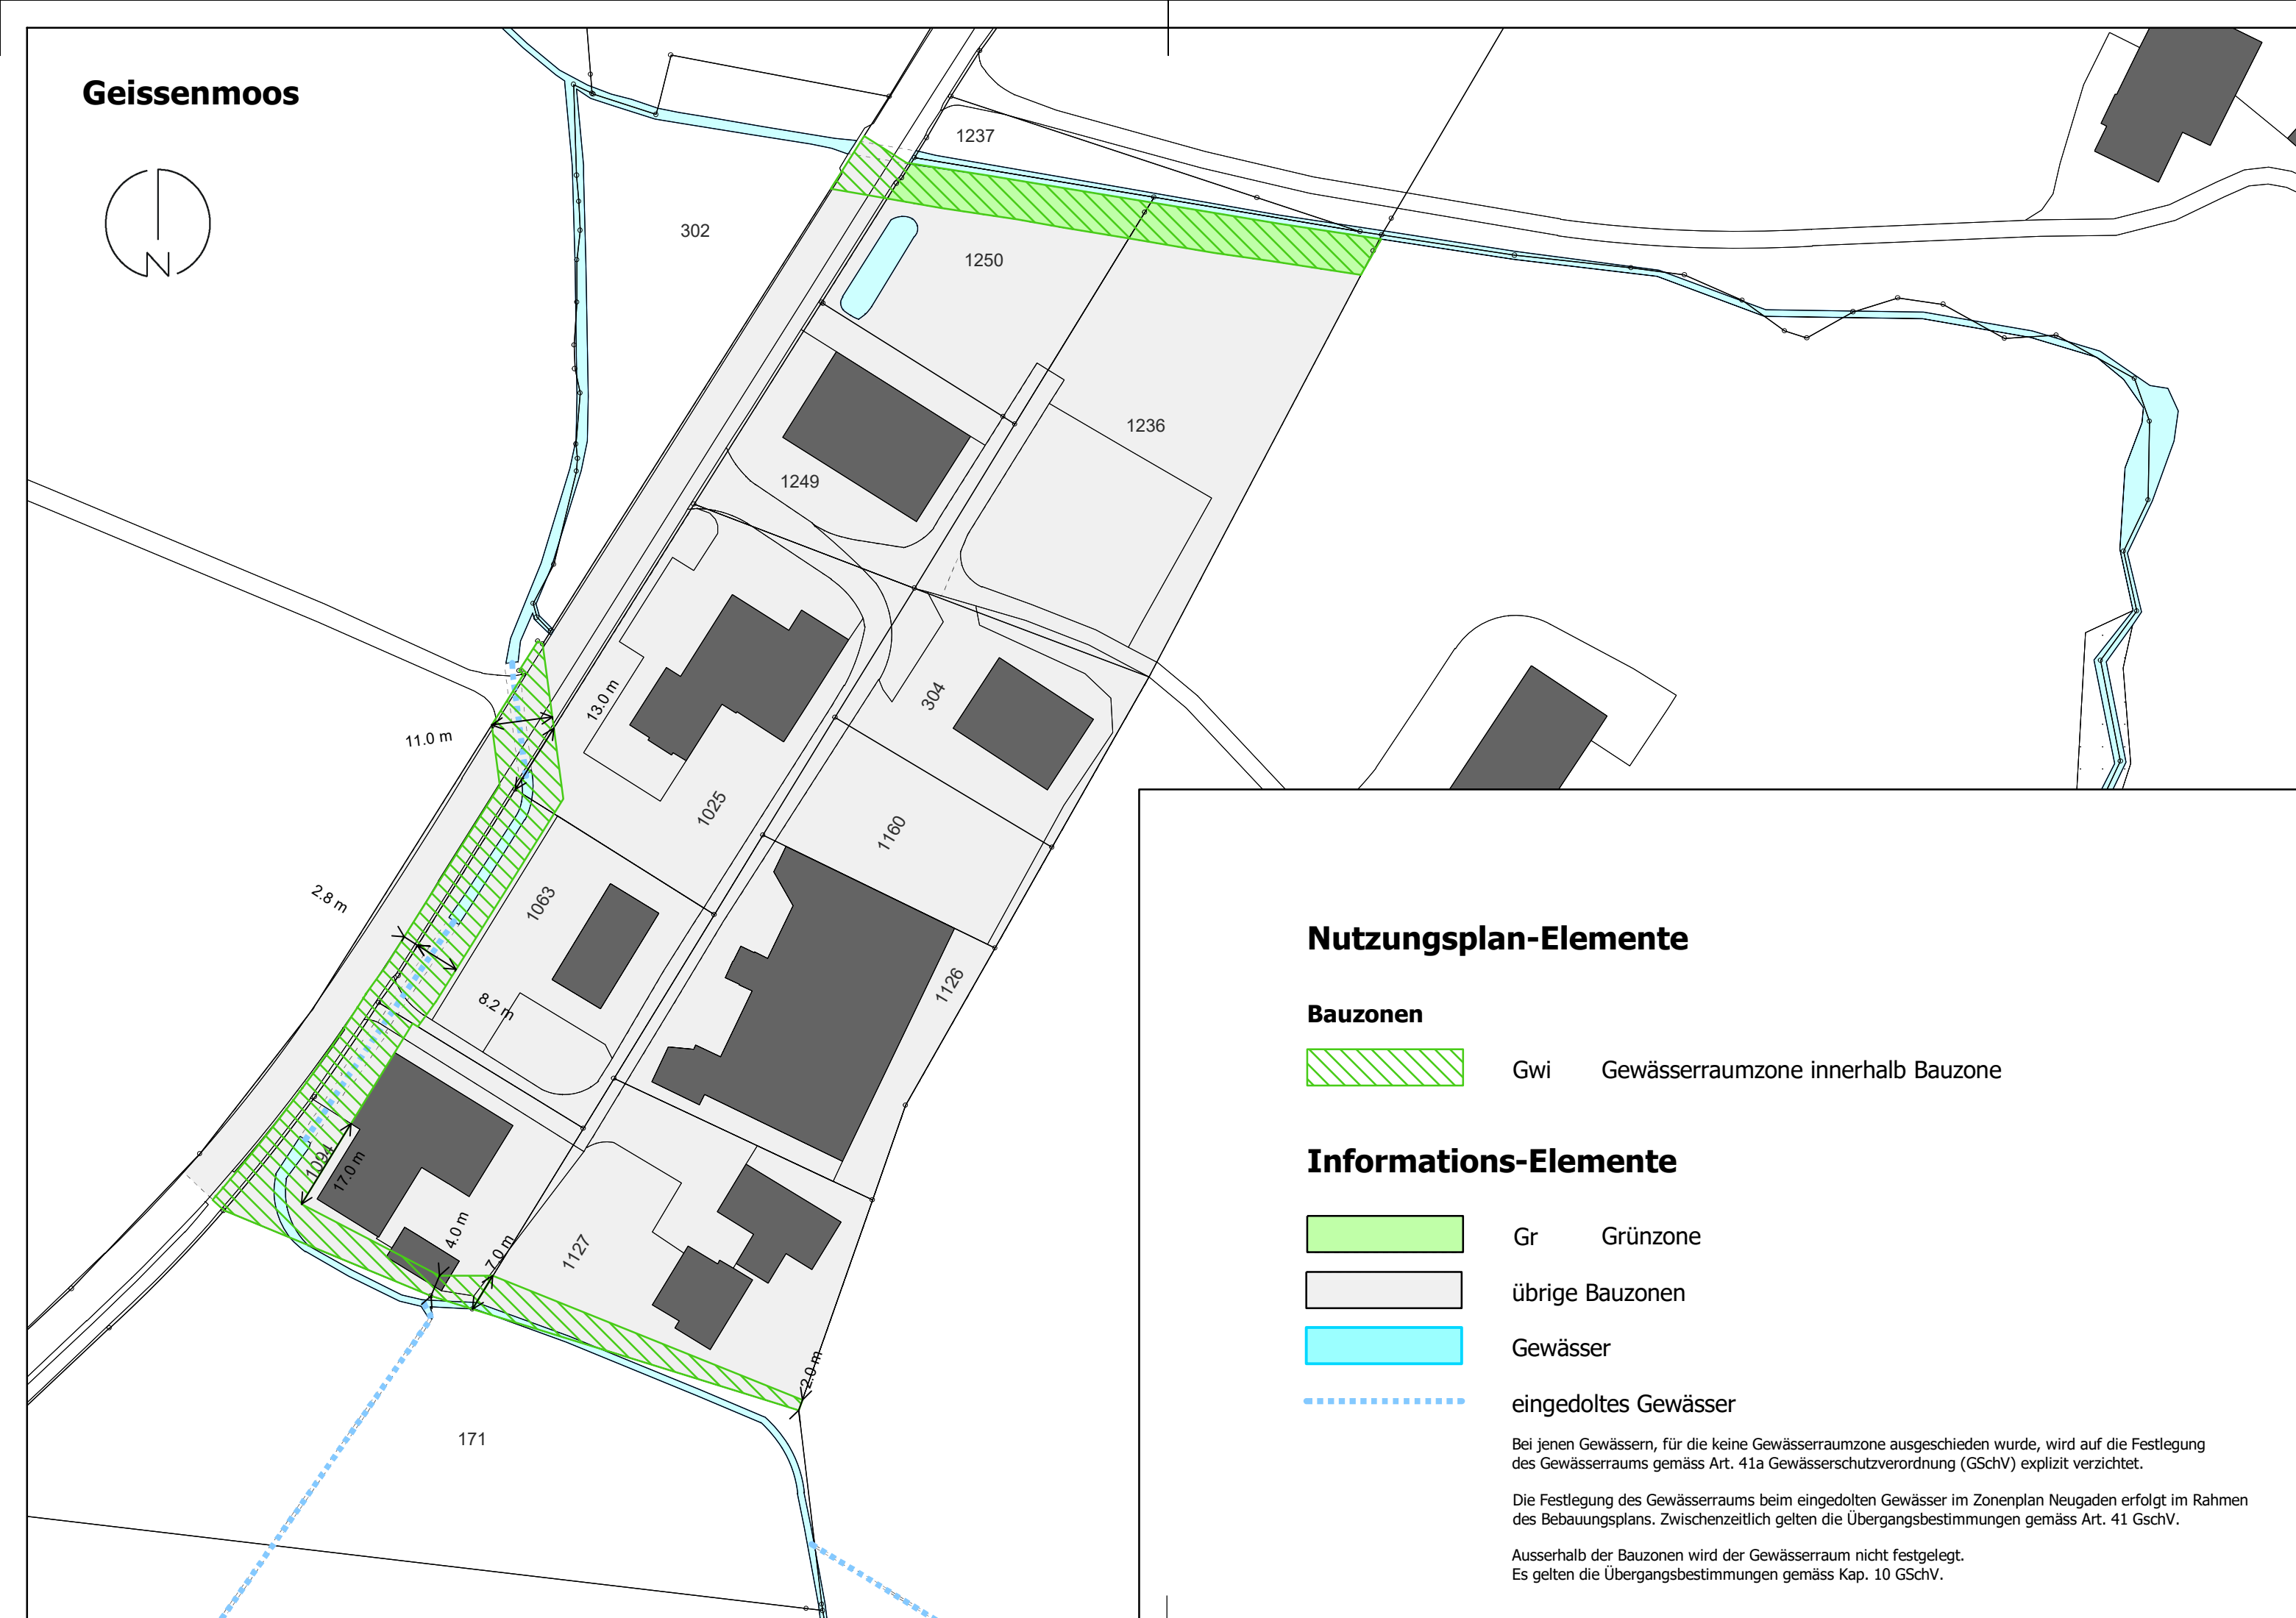 Geissenmoos
N
1237
302
1250
1236
1249
13.0 m
304
11.0 m
1025
1160
2.8 m
1063
1126
8.2 m
1094
17.0 m
4.0 m
7.0 m
1127
2.0 m
171
Nutzungsplan-Elemente
Bauzonen
Gwi Gewässerraumzone innerhalb Bauzone
Informations-Elemente
Gr Grünzone
übrige Bauzonen
Gewässer
eingedoltes Gewässer
Bei jenen Gewässern, für die keine Gewässerraumzone ausgeschieden wurde, wird auf die Festlegung
des Gewässerraums gemäss Art. 41a Gewässerschutzverordnung (GSchV) explizit verzichtet.
Die Festlegung des Gewässerraums beim eingedolten Gewässer im Zonenplan Neugaden erfolgt im Rahmen
des Bebauungsplans. Zwischenzeitlich gelten die Übergangsbestimmungen gemäss Art. 41 GschV.
Ausserhalb der Bauzonen wird der Gewässerraum nicht festgelegt.
Es gelten die Übergangsbestimmungen gemäss Kap. 10 GSchV.